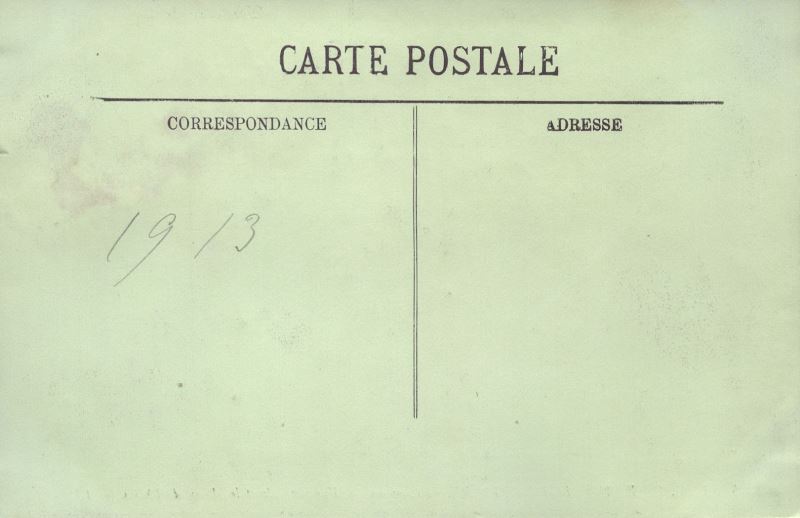 CARTE POSTALE
CORRESPONDANCE
ADRESSE
1913